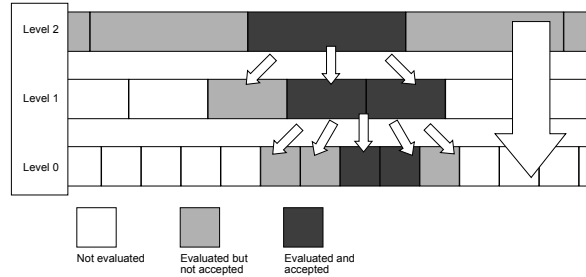 Level 2
Level 1
Level 0
Not evaluated
Evaluated but
not accepted
Evaluated and
accepted